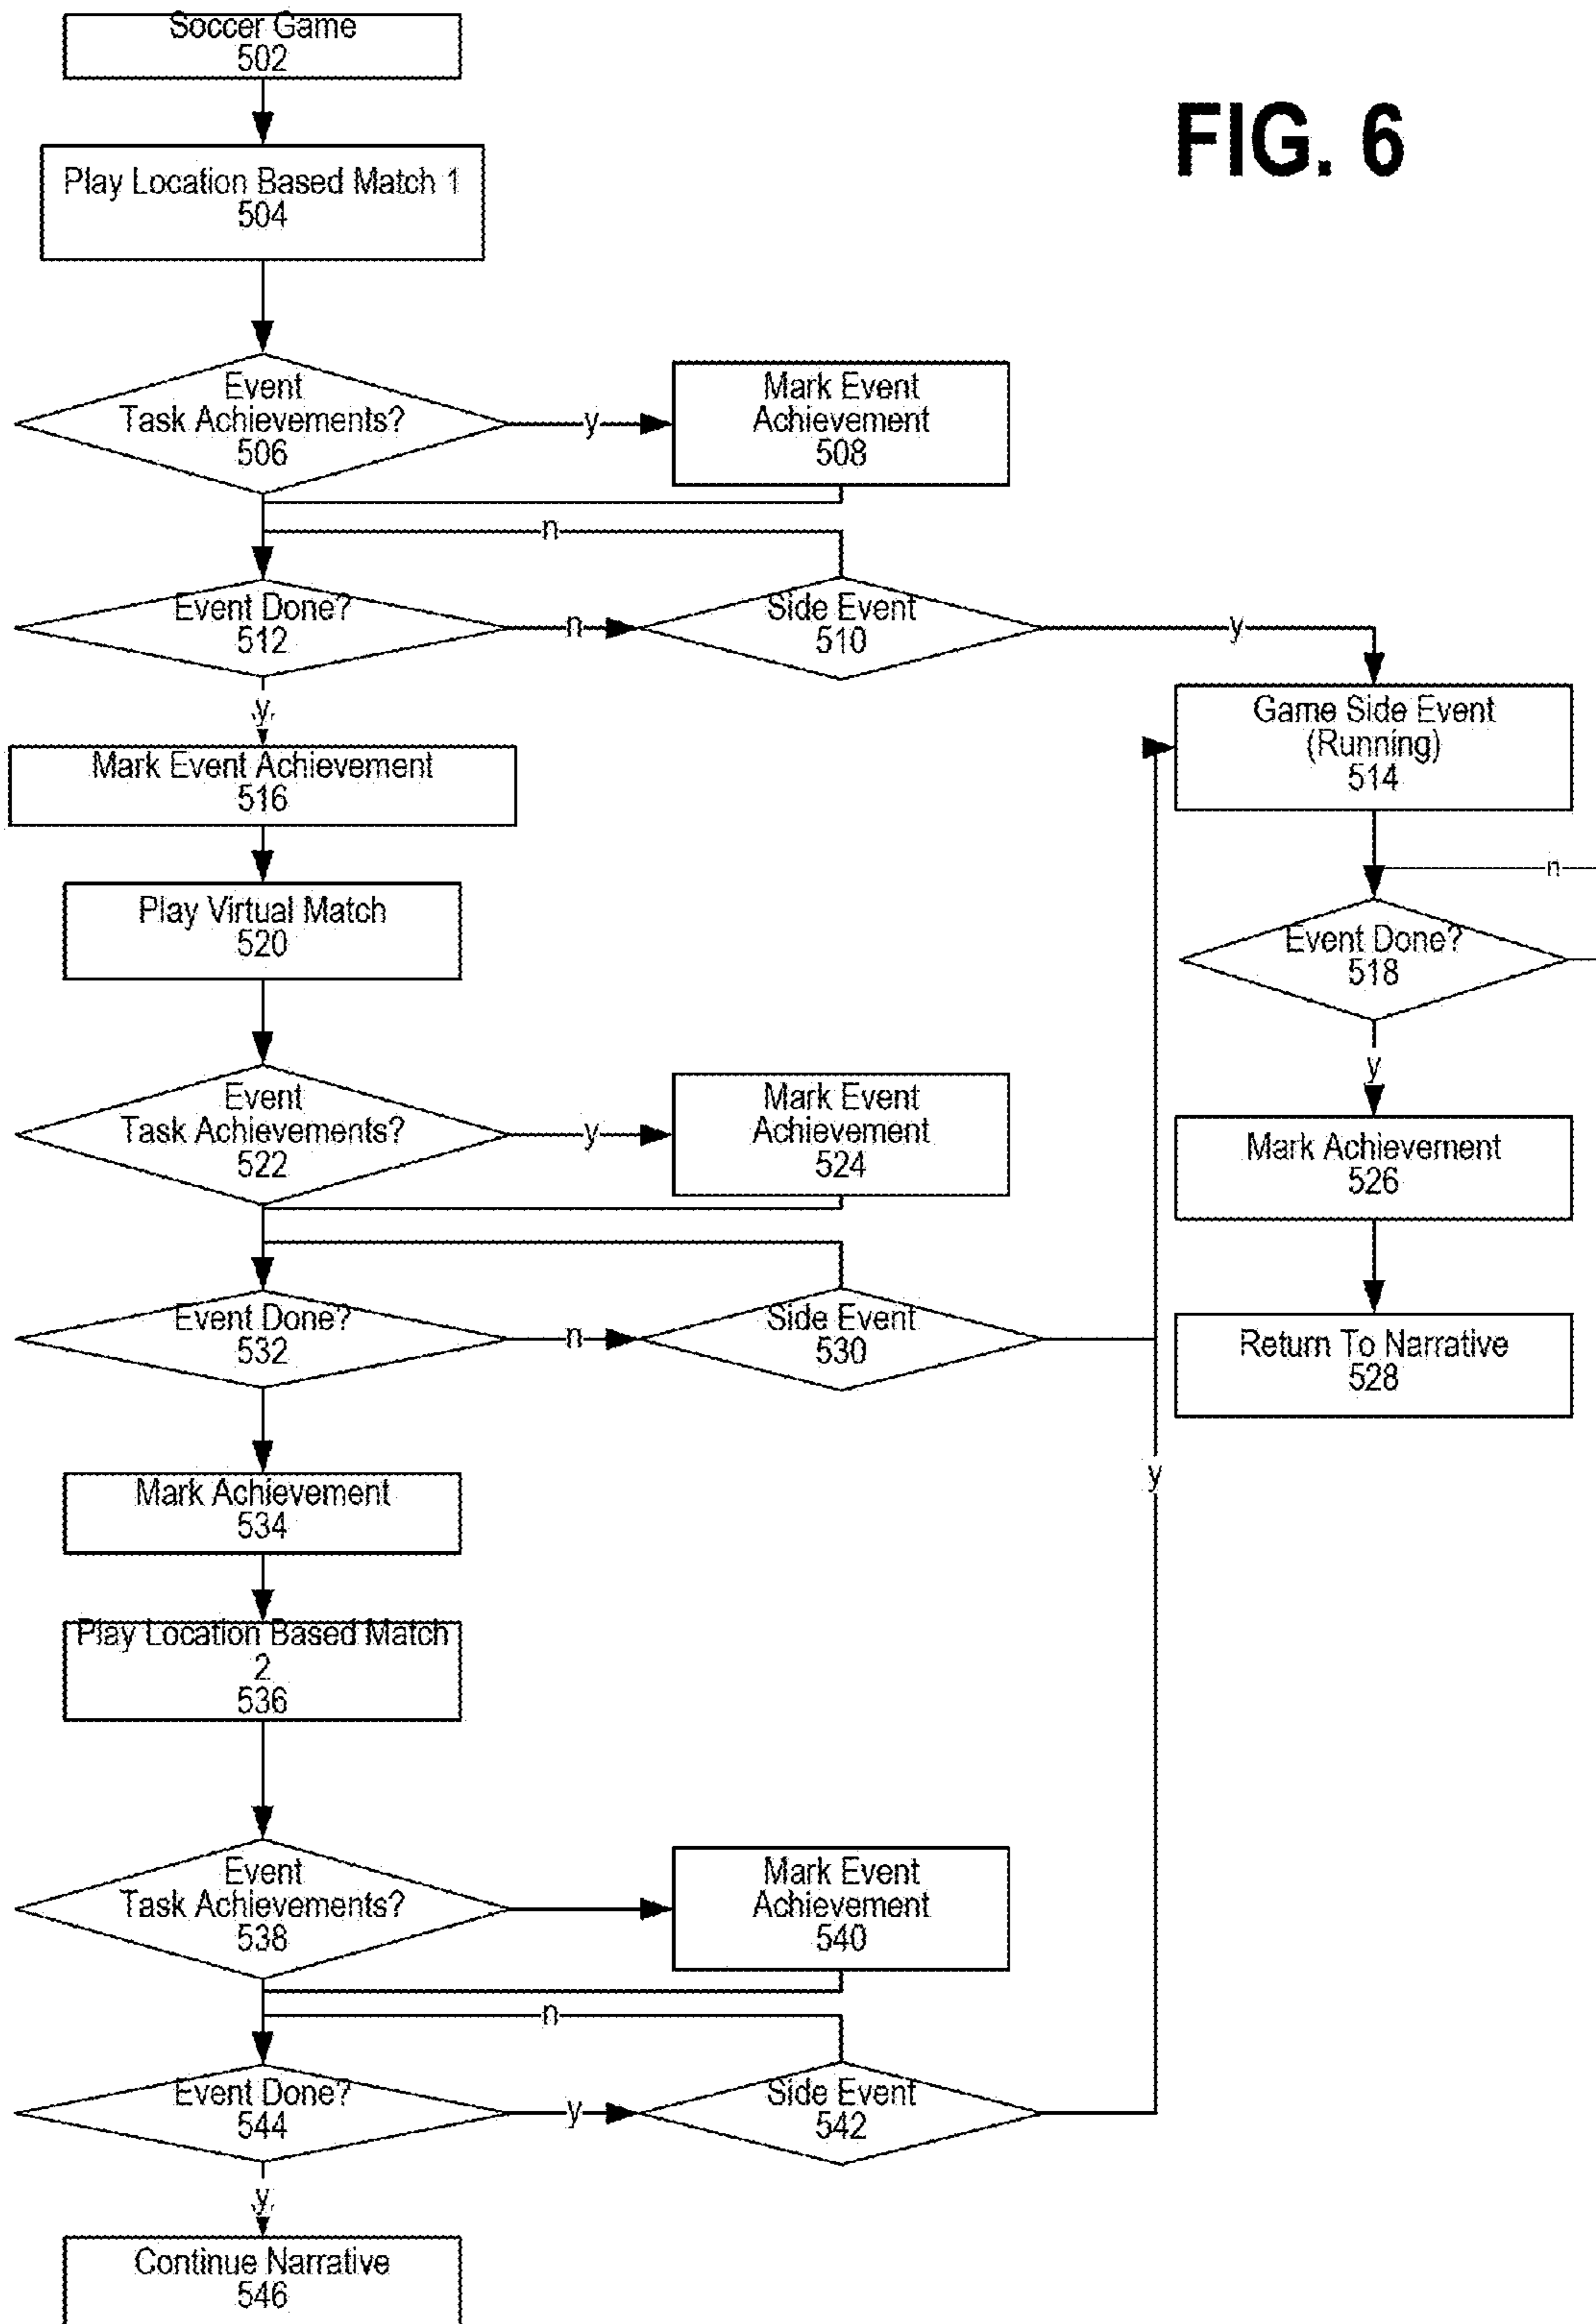 FIG. 6
Soccer Game
502
Play Location Based Match 1
504
Event
Task Achievements?
506
y
Mark Event
Achievement
508
n
Event Done?
512
n
Side Event
510
y
y
Mark Event Achievement
516
Game Side Event
(Running)
514
n
Play Virtual Match
520
Event Done?
518
y
Event
Task Achievements?
522
y
Mark Event
Achievement
524
Mark Achievement
526
Event Done?
532
n
Side Event
530
Return To Narrative
528
y
Mark Achievement
534
Play Location Based Match
2
536
Event
Task Achievements?
538
Mark Event
Achievement
540
n
Event Done?
544
y
Side Event
542
y
Continue Narrative
546